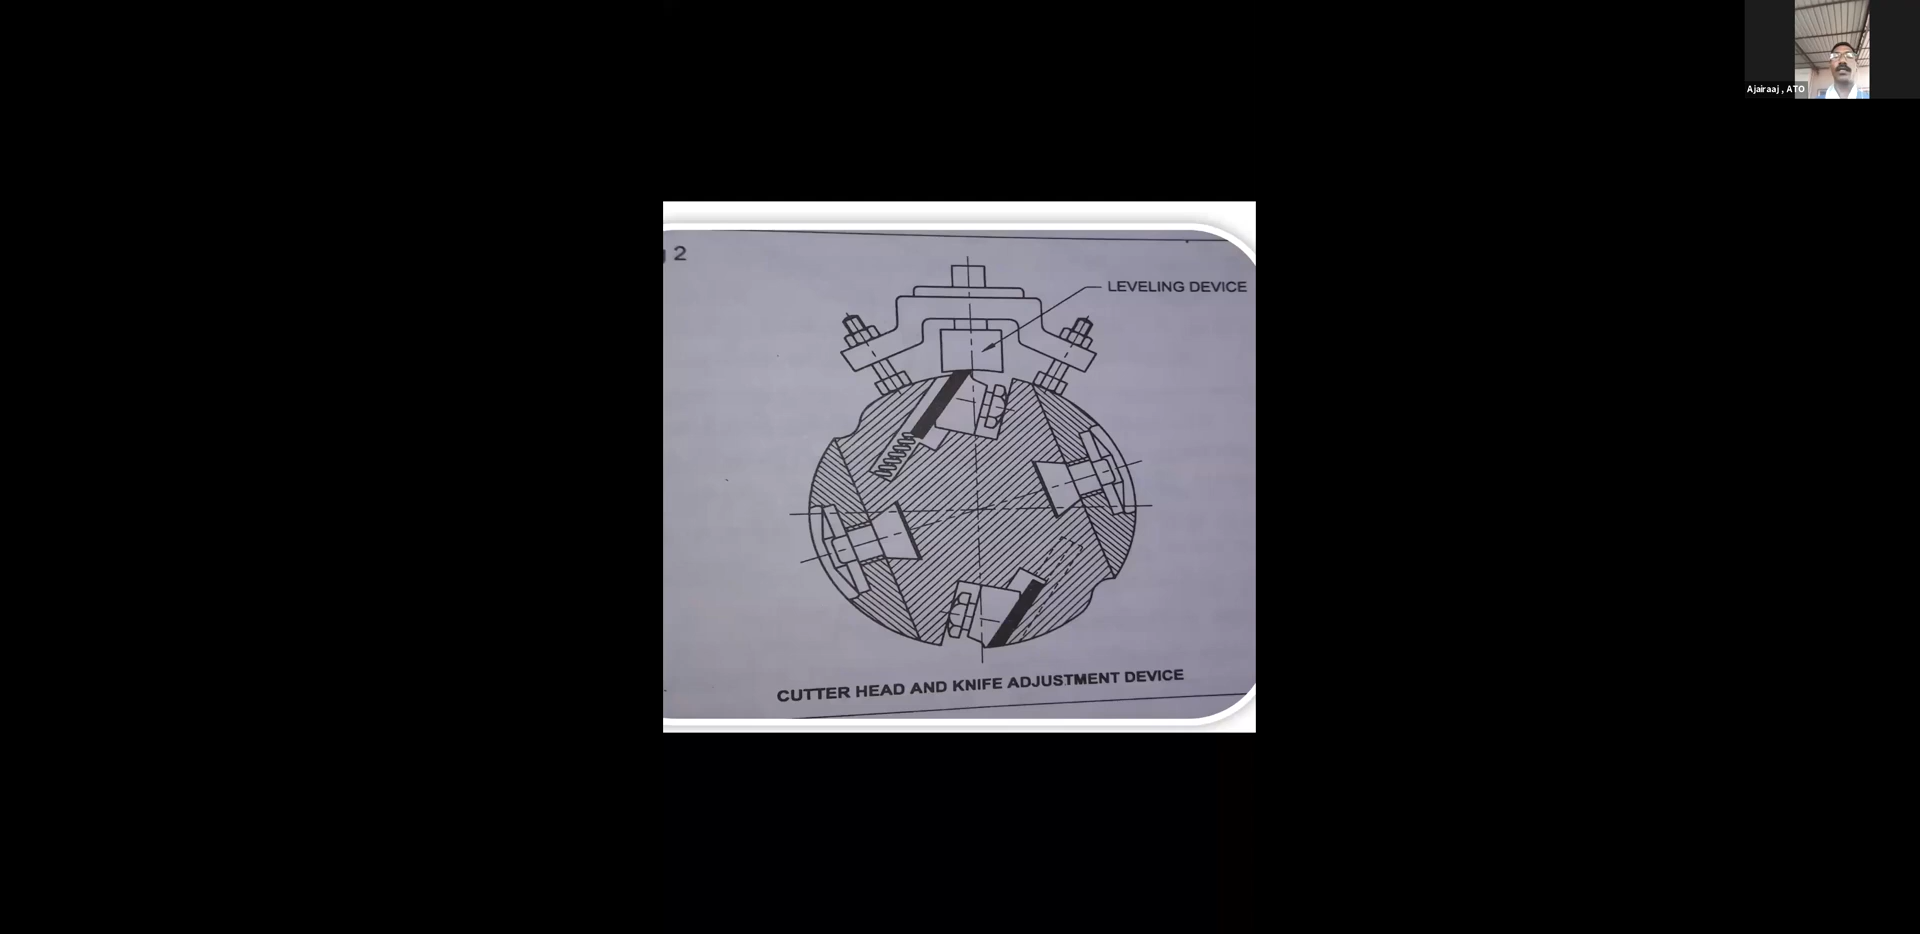 Ajairaaj , ATO
2
LEVELING DEVICE
CUTTER HEAD AND KNIFE ADJUSTMENT DEVICE